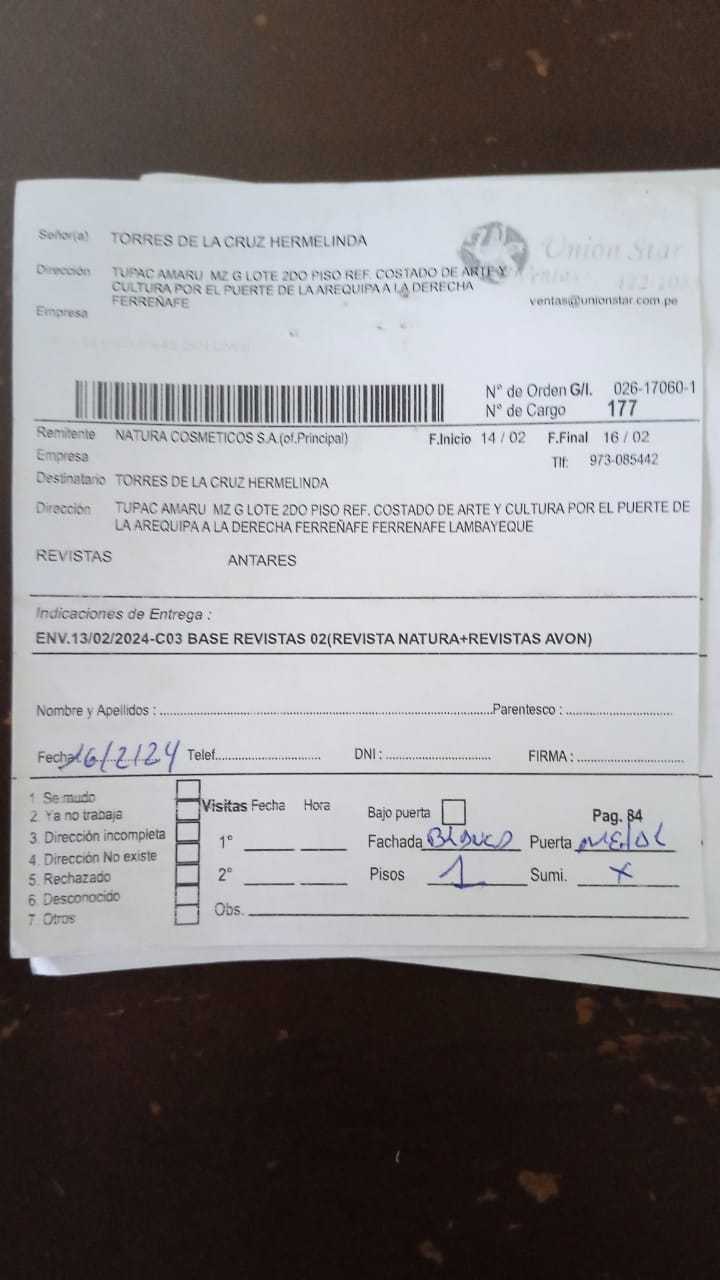 Señor(a) TORRES DE LA CRUZ HERMELINDA
Unión Star
Dirección TUPAC AMARU MZ G LOTE 2DO PISO REF. COSTADO DE ARTE Y
CULTURA POR EL PUERTE DE LA AREQUIPA A LA DERECHA
FERREÑAFE
Ventas
ventas@unionstar.com.pe
Empresa
N° de Orden G/I. 026-17060-1
N° de Cargo 177
Remitente NATURA COSMETICOS S.A.(of.Principal) F.Inicio 14 / 02 F.Final 16 / 02
Empresa Tlf: 973-085442
Destinatario TORRES DE LA CRUZ HERMELINDA
Dirección TUPAC AMARU MZ G LOTE 2DO PISO REF. COSTADO DE ARTE Y CULTURA POR EL PUERTE DE
LA AREQUIPA A LA DERECHA FERREÑAFE FERRENAFE LAMBAYEQUE
REVISTAS ANTARES
Indicaciones de Entrega :
ENV.13/02/2024-C03 BASE REVISTAS 02(REVISTA NATURA+REVISTAS AVON)
Nombre y Apellidos : Parentesco :
Fecha 16/2/24 Telef. DNI : FIRMA :
1 Se mudo
2. Ya no trabaja
3. Dirección incompleta
4. Dirección No existe
5. Rechazado
6. Desconocido
7. Otros
Visitas Fecha Hora
1°
2°
Obs.
Bajo puerta Pag. 84
Fachada BLANCO Puerta METAL
Pisos 1 Sumi. X